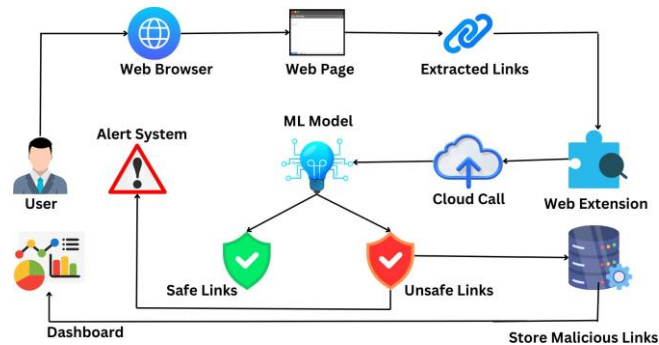 Web Browser
Web Page
Extracted Links
Alert System
ML Model
User
Cloud Call
Web Extension
Safe Links
Unsafe Links
Dashboard
Store Malicious Links